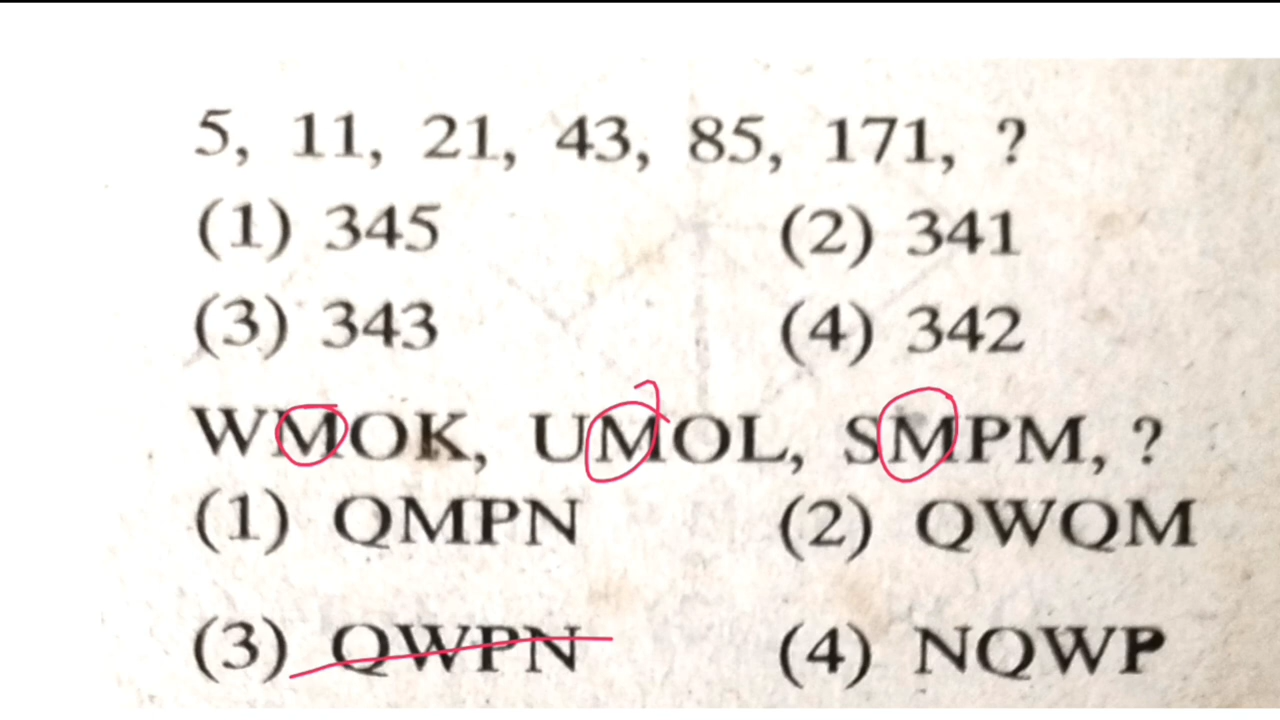 5, 11, 21, 43, 85, 171, ?
(1) 345 (2) 341
(3) 343 (4) 342
WMOK, UMOL, SMPM, ?
(1) QMPN (2) QWQM
(3) QWPN (4) NQWP